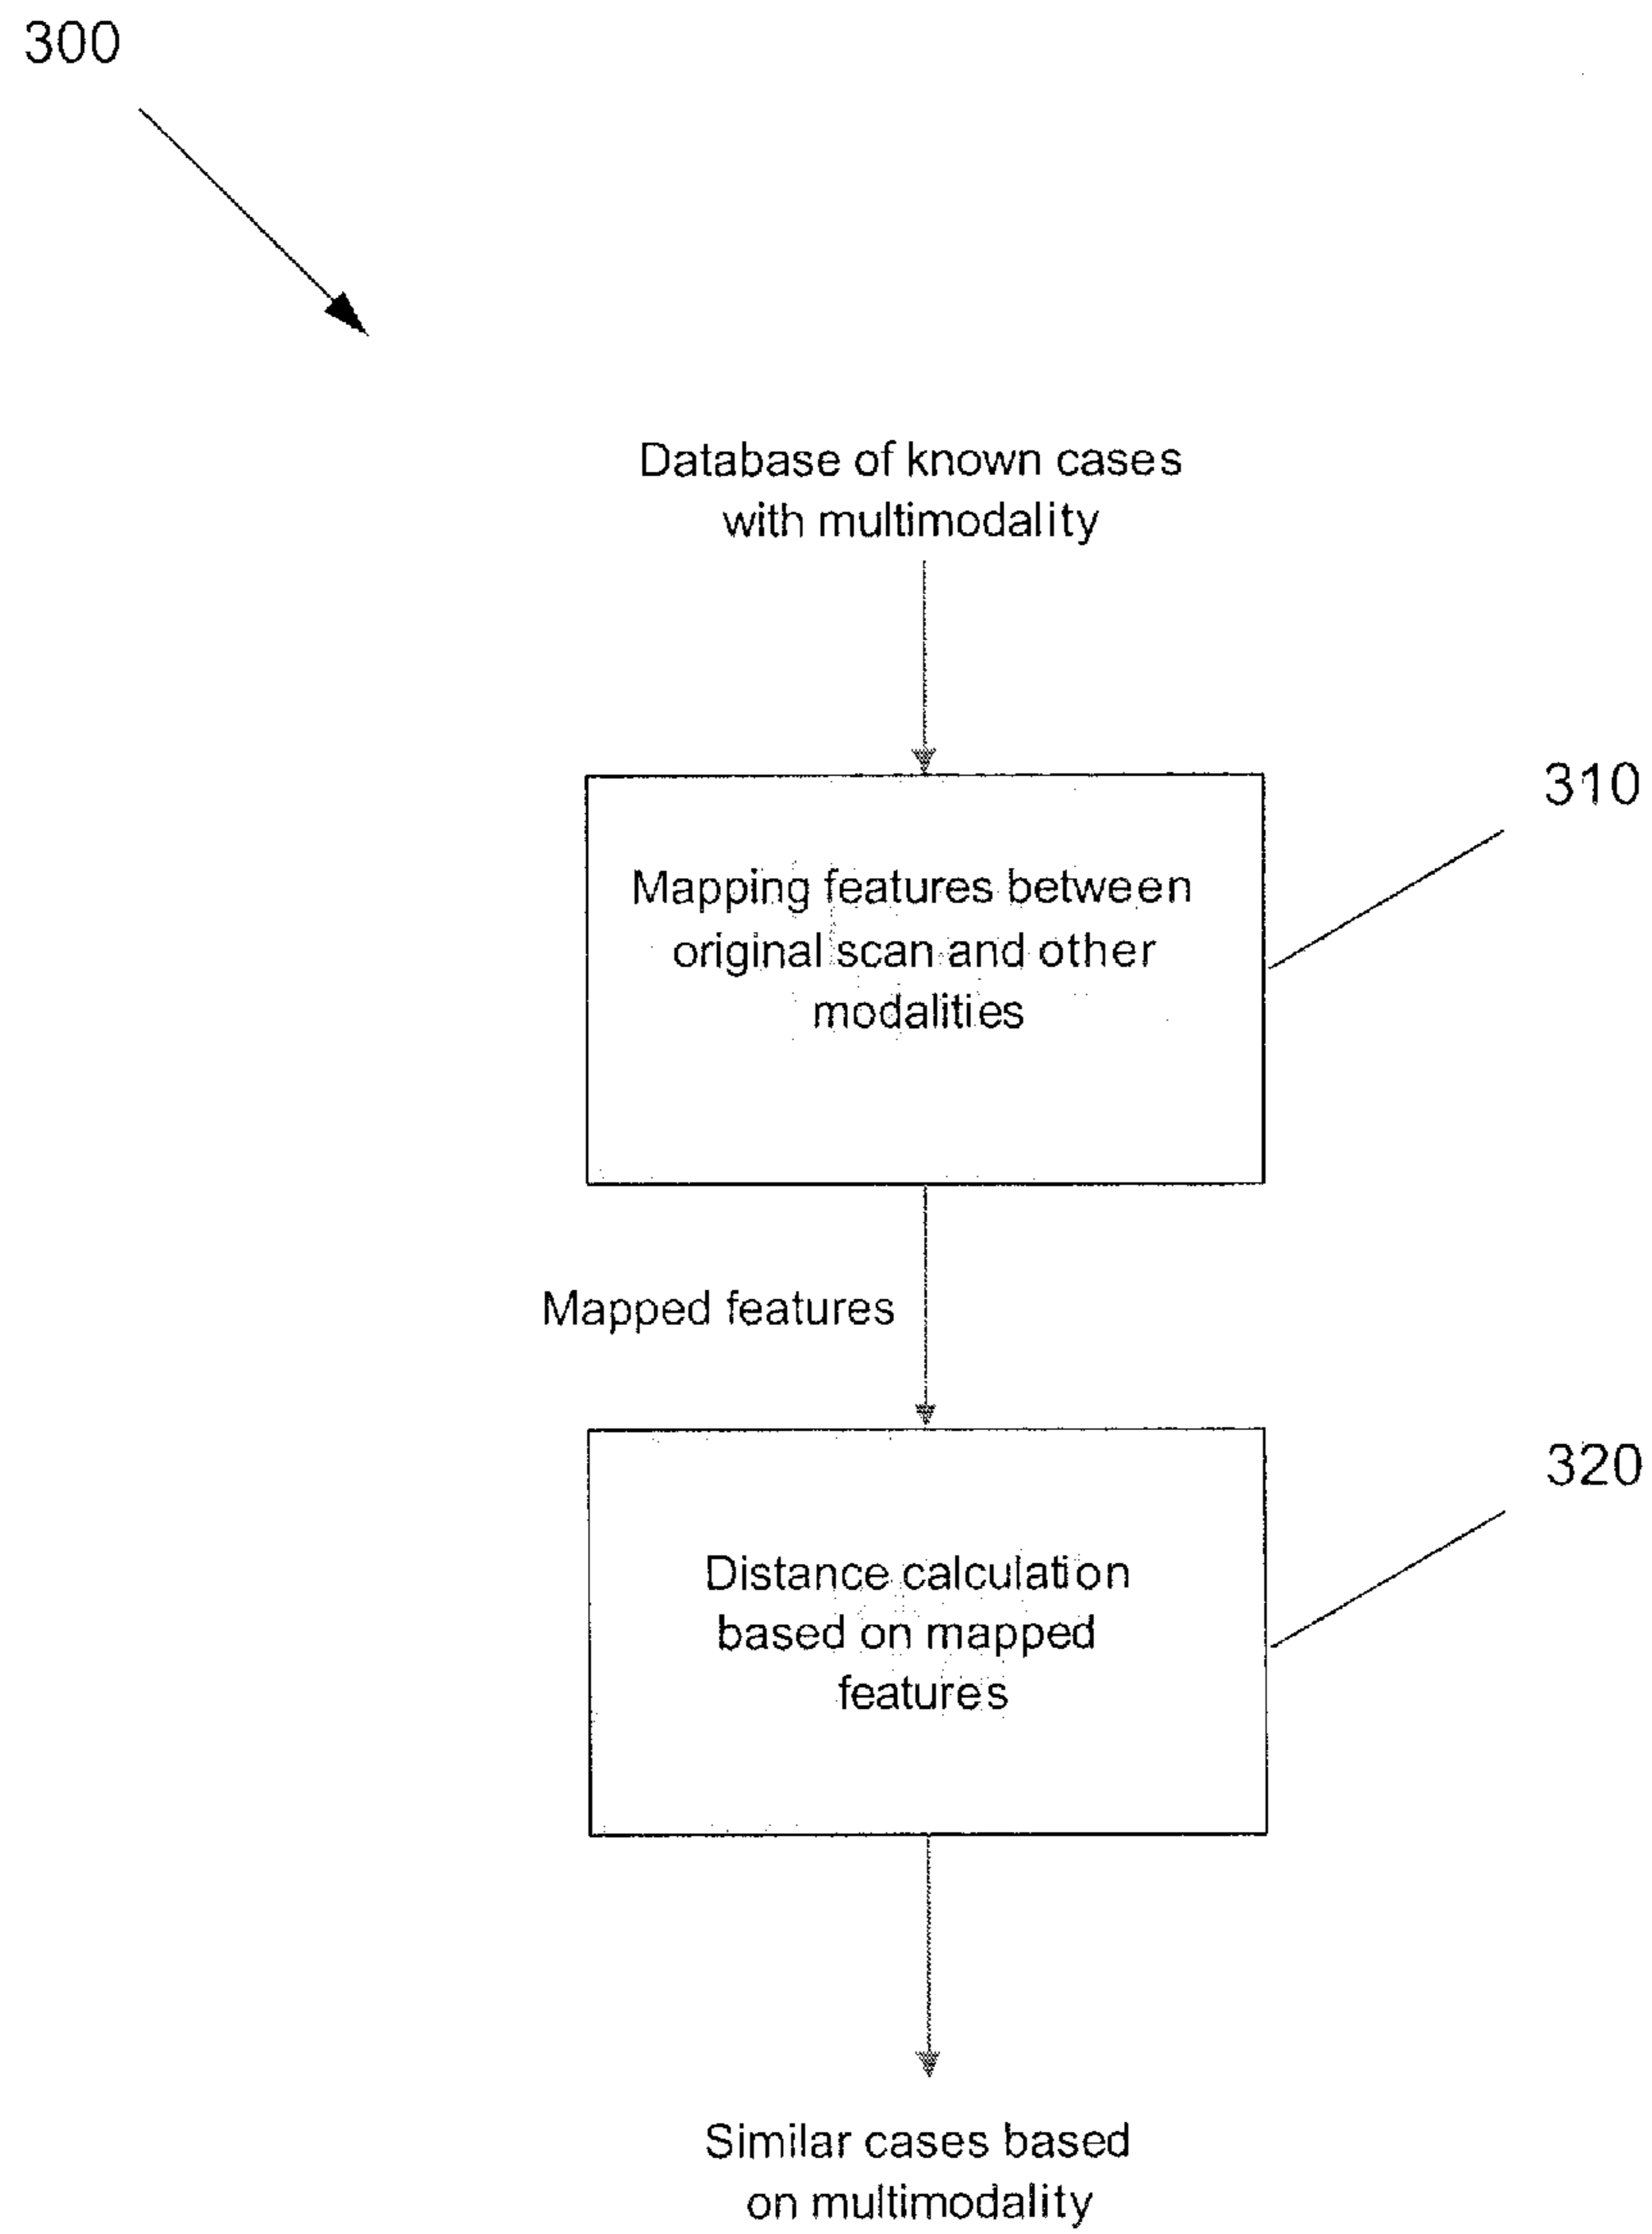 300
Database of known cases
with multimodality
310
Mapping features between
original scan and other
modalities
Mapped features
320
Distance calculation
based on mapped
features
Similar cases based
on multimodality